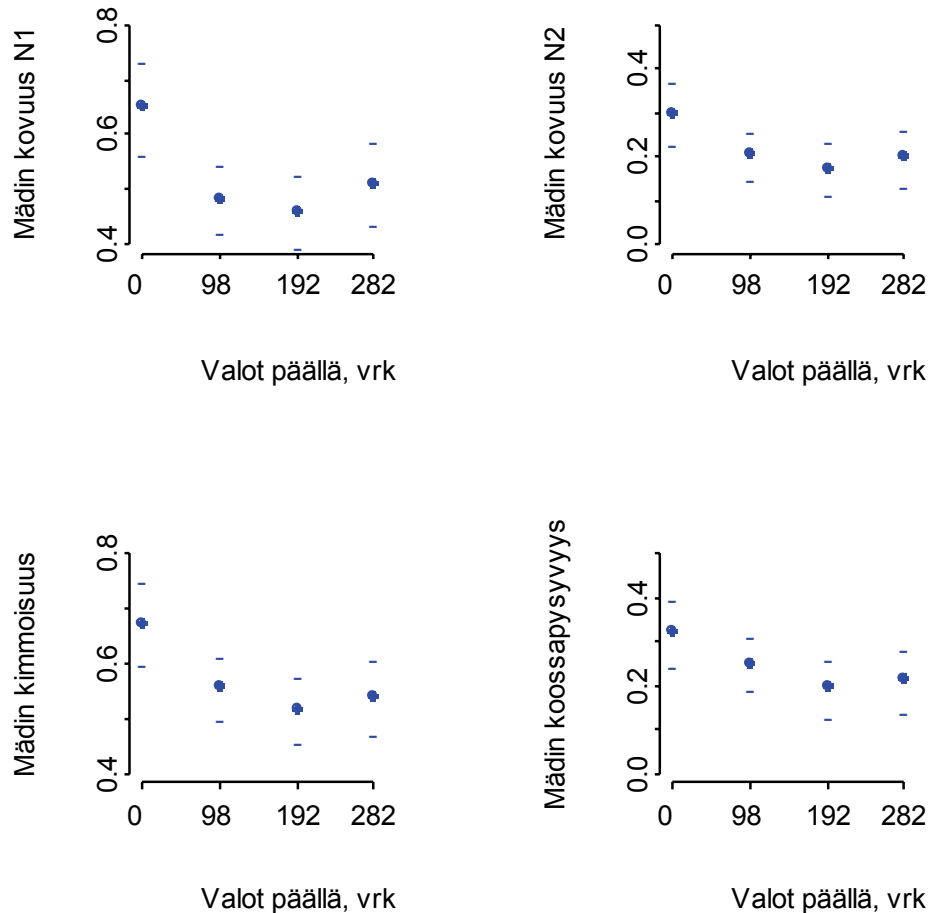 Mädin kovuus N1
0.8
0.6
0.4
0 98 192 282
Valot päällä, vrk
Mädin kovuus N2
0.4
0.2
0.0
0 98 192 282
Valot päällä, vrk
Mädin kimmoisuus
0.8
0.6
0.4
0 98 192 282
Valot päällä, vrk
Mädin koossapysyvyys
0.4
0.2
0.0
0 98 192 282
Valot päällä, vrk